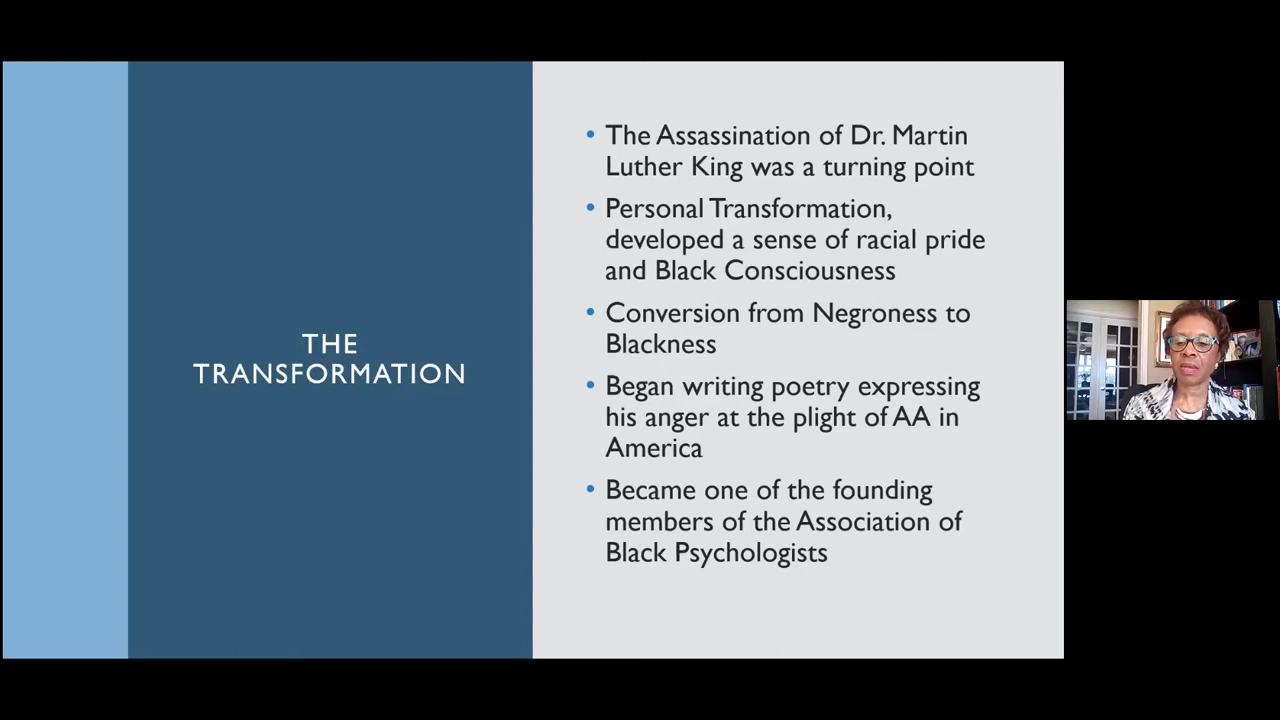 THE
TRANSFORMATION
• The Assassination of Dr. Martin
Luther King was a turning point
• Personal Transformation,
developed a sense of racial pride
and Black Consciousness
• Conversion from Negroness to
Blackness
• Began writing poetry expressing
his anger at the plight of AA in
America
• Became one of the founding
members of the Association of
Black Psychologists